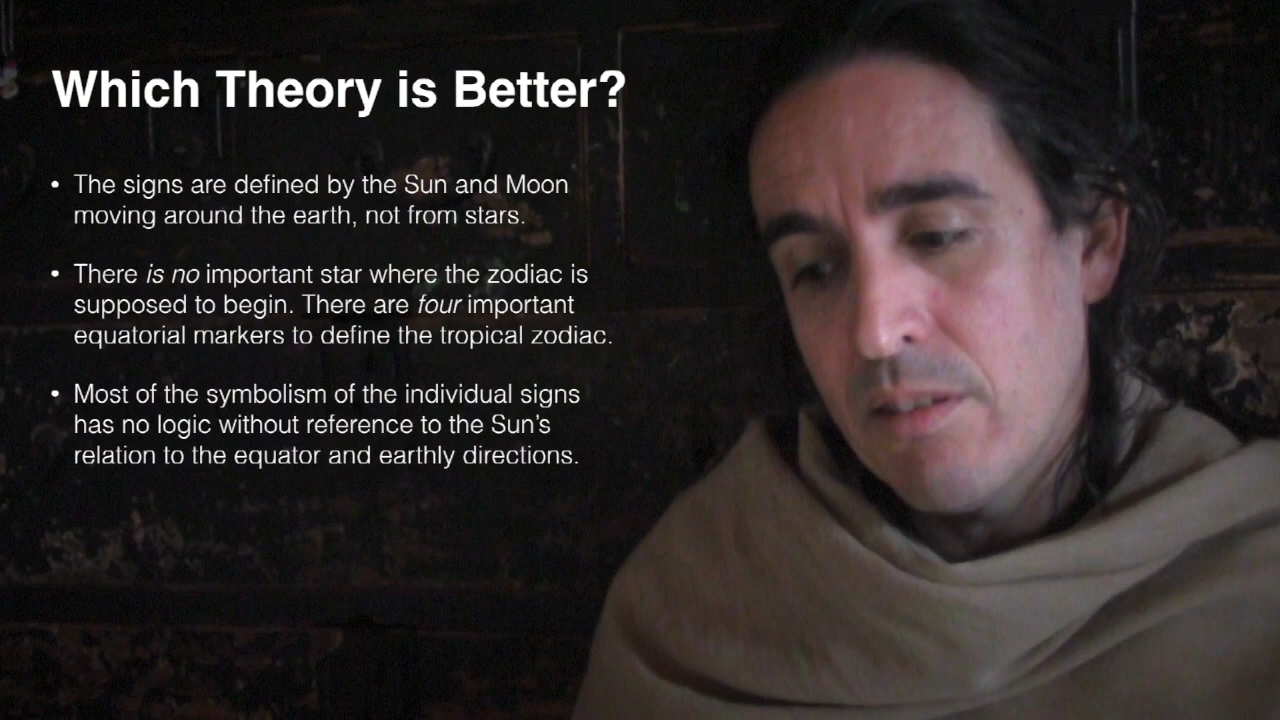 Which Theory is Better?
• The signs are defined by the Sun and Moon
moving around the earth, not from stars.
• There is no important star where the zodiac is
supposed to begin. There are four important
equatorial markers to define the tropical zodiac.
• Most of the symbolism of the individual signs
has no logic without reference to the Sun’s
relation to the equator and earthly directions.